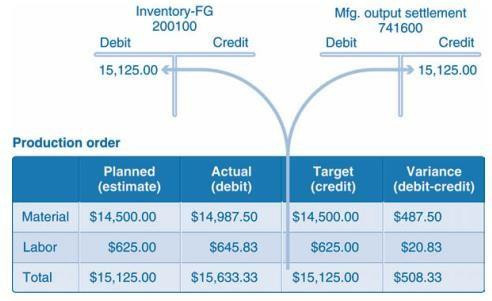 Inventory-FG
200100
Debit Credit
15,125.00
Mfg. output settlement
741600
Debit Credit
15,125.00
Production order
Planned (estimate) Actual (debit) Target (credit) Variance (debit-credit)
Material $14,500.00 $14,987.50 $14,500.00 $487.50
Labor $625.00 $645.83 $625.00 $20.83
Total $15,125.00 $15,633.33 $15,125.00 $508.33